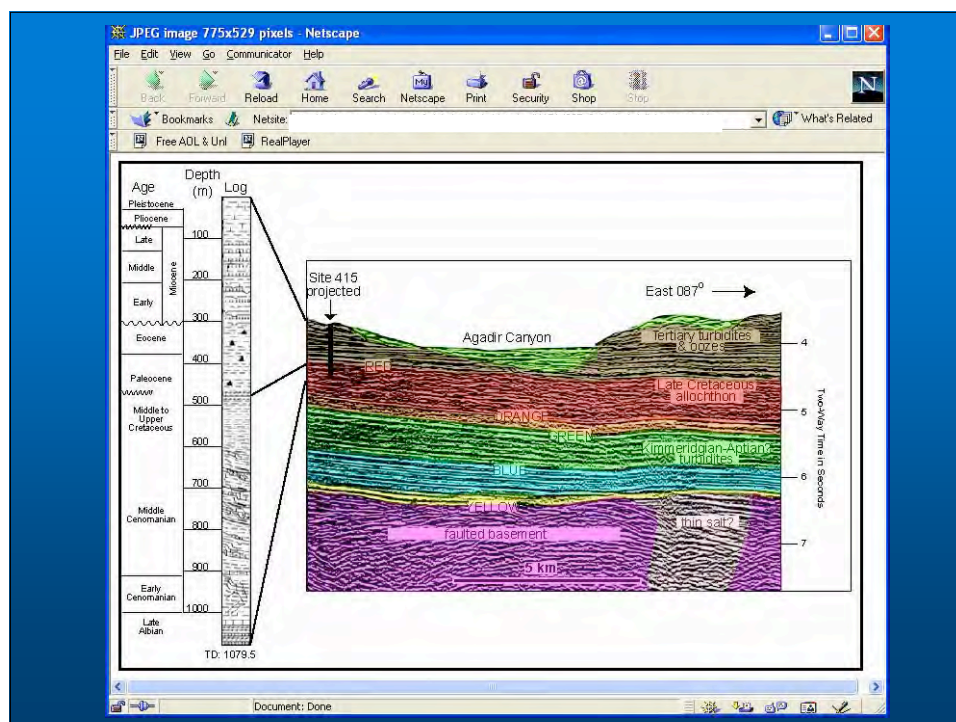 JPEG image 775x529 pixels - Netscape
File Edit View Go Communicator Help
Back Forward Reload Home Search Netscape Print Security Shop Stop
N
Bookmarks Netsite: What's Related
Free AOL & Unl RealPlayer
Age Depth (m) Log
Pleistocene
Pliocene
Late
Middle
Early
Miocene
Eocene
Paleocene
Middle to
Upper
Cretaceous
Middle
Cenomanian
Early
Cenomanian
Late
Albian
100
200
300
400
500
600
700
800
900
1000
TD: 1079.5
Site 415
projected
East 087°
Agadir Canyon
Tertiary turbidites
& oozes
RED
Late Cretaceous
allochthon
ORANGE
GREEN
Kimmeridgian-Aptian?
turbidites
BLUE
YELLOW
thin salt?
faulted basement
5 km
4
5
6
7
Two-Way Time in Seconds
Document: Done